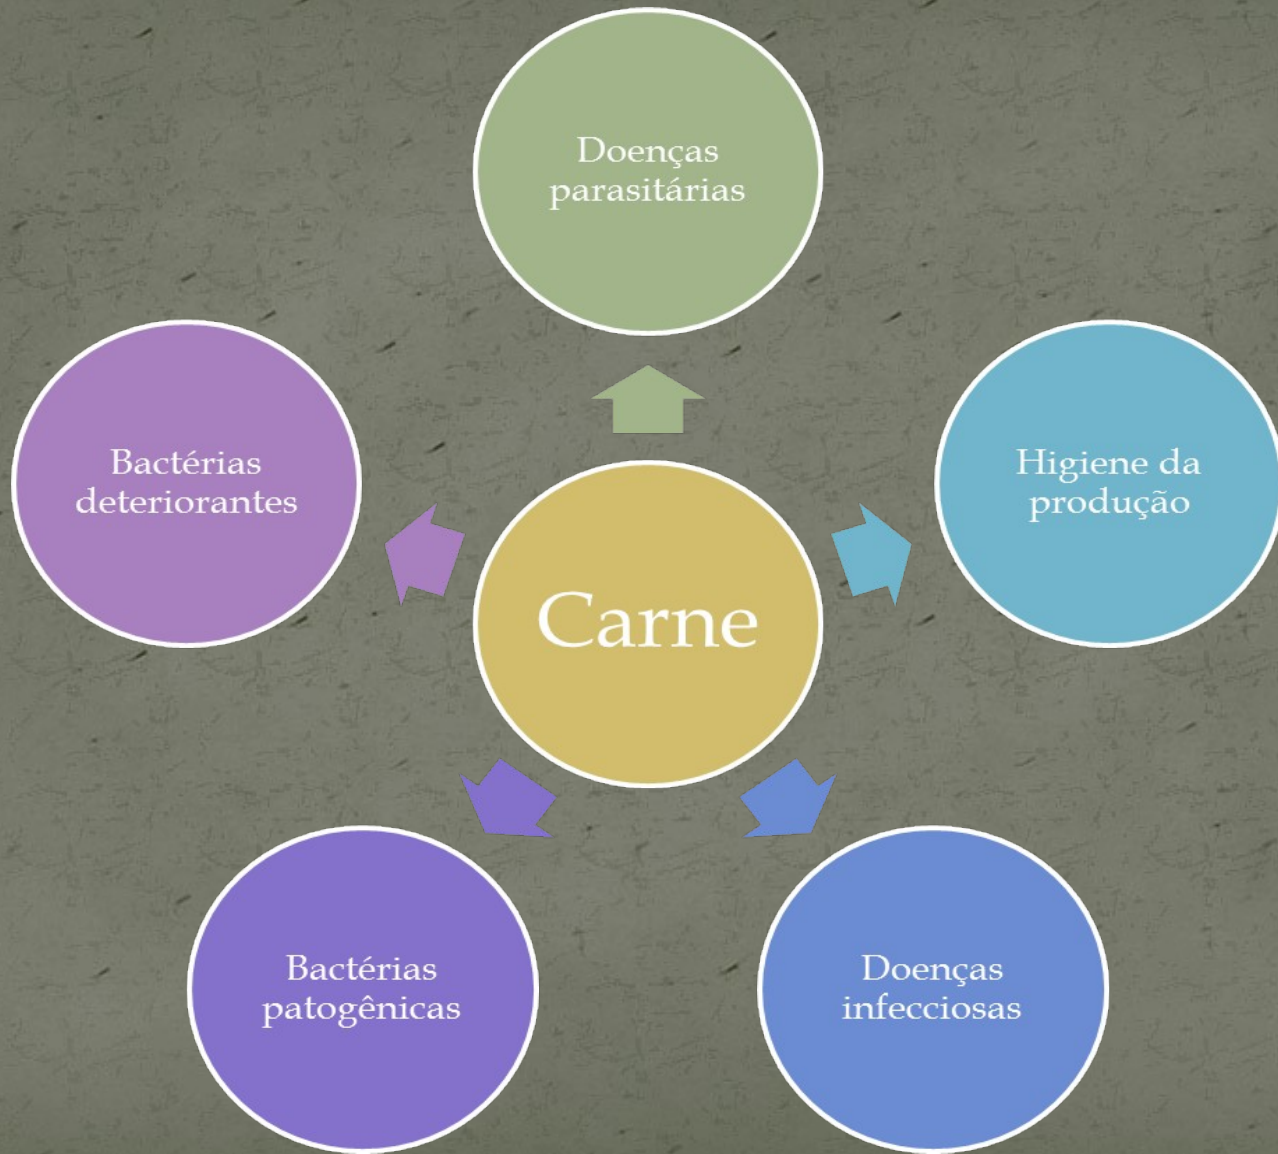 Doenças
parasitárias
Bactérias
deteriorantes
Higiene da
produção
Carne
Bactérias
patogênicas
Doenças
infecciosas